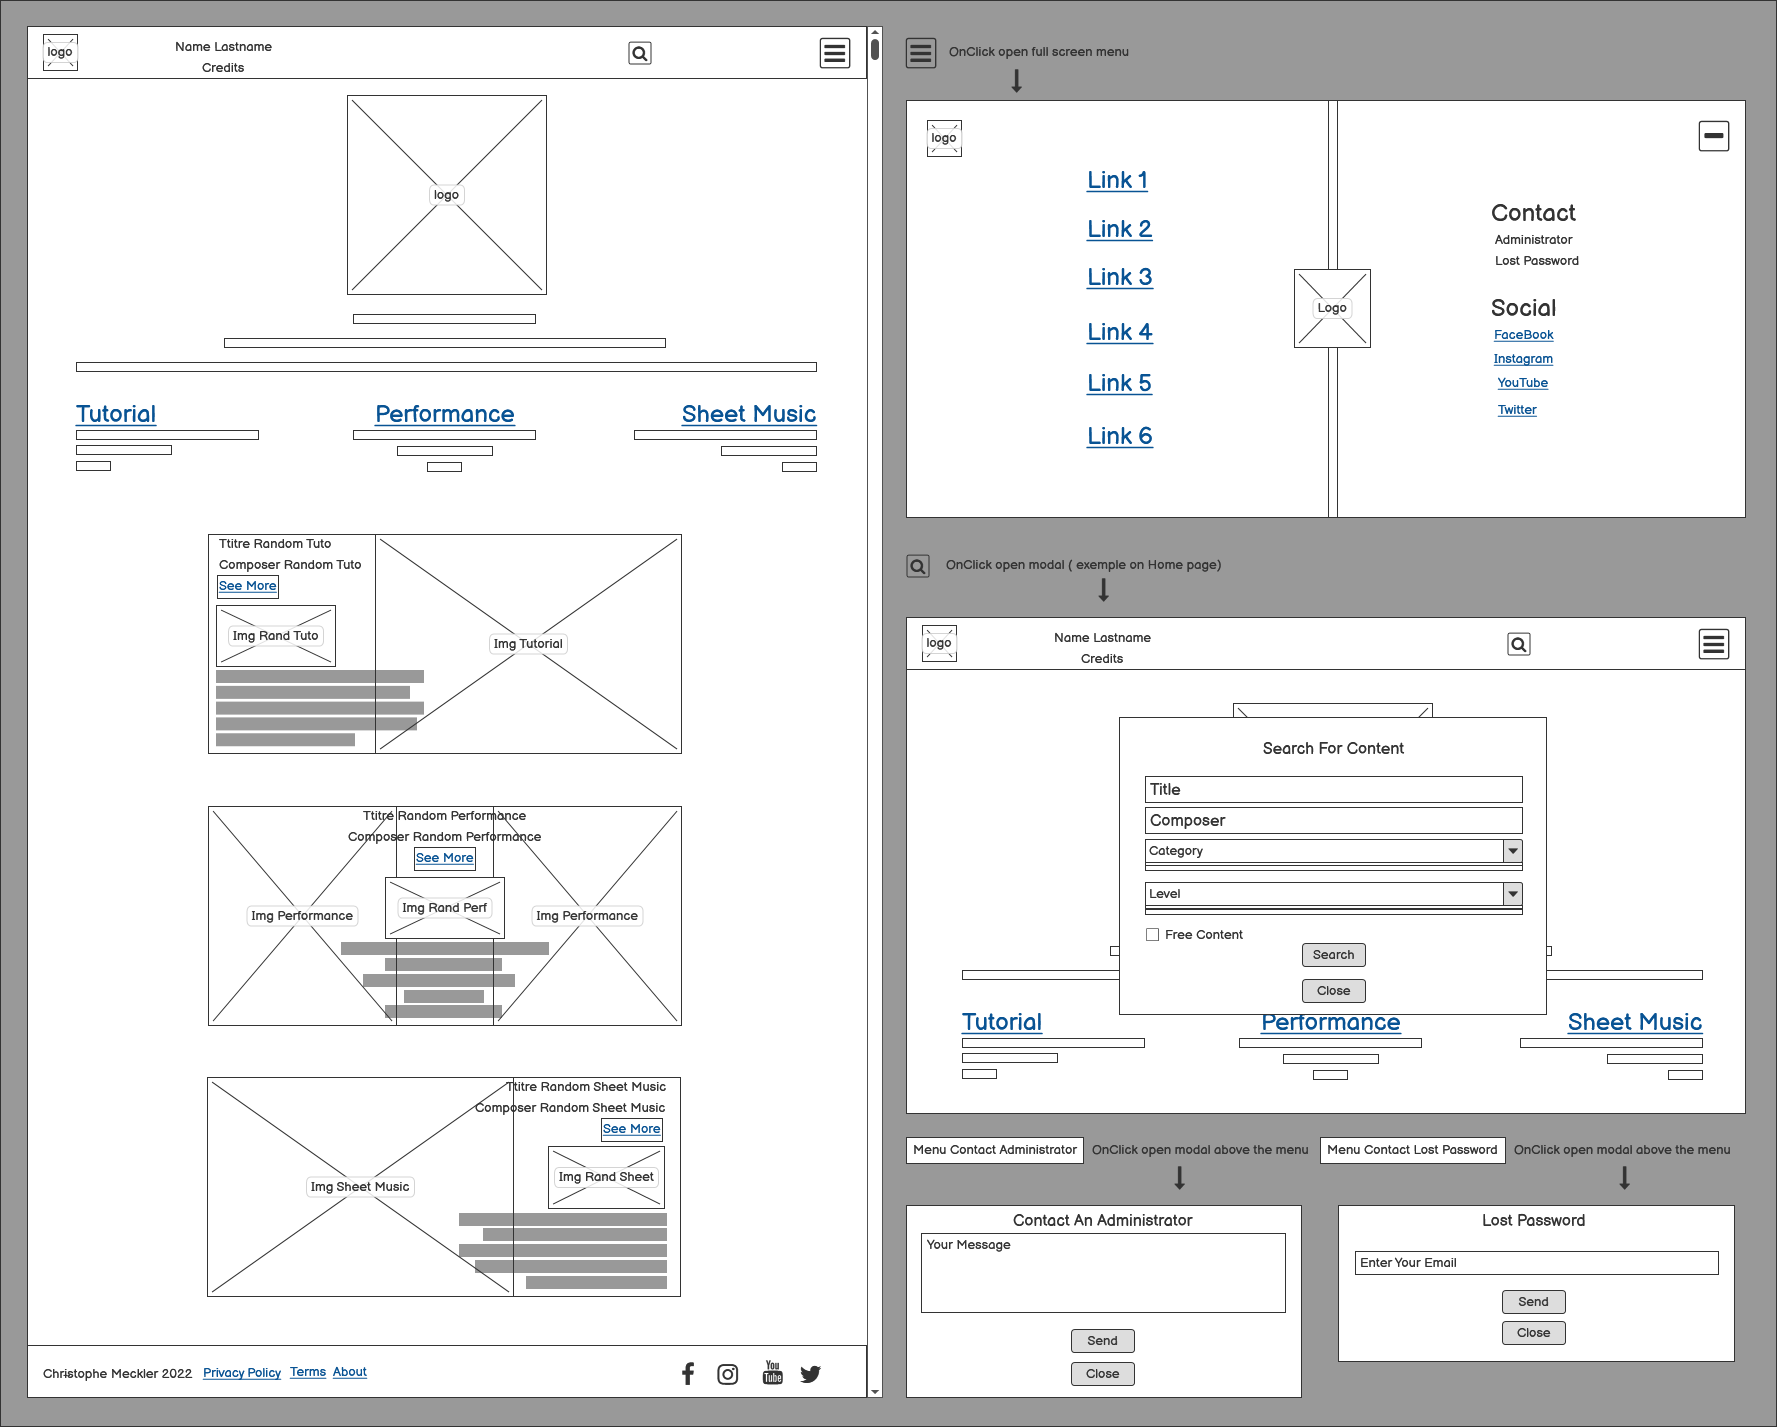 logo
Name Lastname
Credits
logo
Tutorial
Performance
Sheet Music
Ttitre Random Tuto
Composer Random Tuto
See More
Img Rand Tuto
Img Tutorial
Ttitre Random Performance
Composer Random Performance
See More
Img Performance
Img Rand Perf
Img Performance
Ttitre Random Sheet Music
Composer Random Sheet Music
See More
Img Sheet Music
Img Rand Sheet
Christophe Meckler 2022
Privacy Policy
Terms
About
You
Tube
OnClick open full screen menu
logo
Link 1
Link 2
Link 3
Link 4
Link 5
Link 6
Logo
Contact
Administrator
Lost Password
Social
FaceBook
Instagram
YouTube
Twitter
OnClick open modal ( exemple on Home page)
logo
Name Lastname
Credits
Search For Content
Title
Composer
Category
Level
Free Content
Search
Close
Tutorial
Performance
Sheet Music
Menu Contact Administrator
OnClick open modal above the menu
Contact An Administrator
Your Message
Send
Close
Menu Contact Lost Password
OnClick open modal above the menu
Lost Password
Enter Your Email
Send
Close